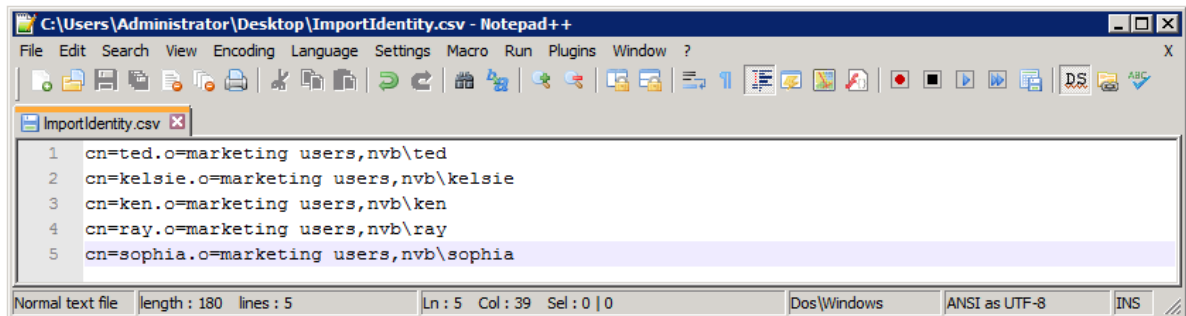 C:\Users\Administrator\Desktop\ImportIdentity.csv - Notepad++
File Edit Search View Encoding Language Settings Macro Run Plugins Window ? X
ImportIdentity.csv
1 cn=ted.o=marketing users,nvb\ted
2 cn=kelsie.o=marketing users,nvb\kelsie
3 cn=ken.o=marketing users,nvb\ken
4 cn=ray.o=marketing users,nvb\ray
5 cn=sophia.o=marketing users,nvb\sophia
Normal text file length : 180 lines : 5 Ln : 5 Col : 39 Sel : 0 | 0 Dos\Windows ANSI as UTF-8 INS